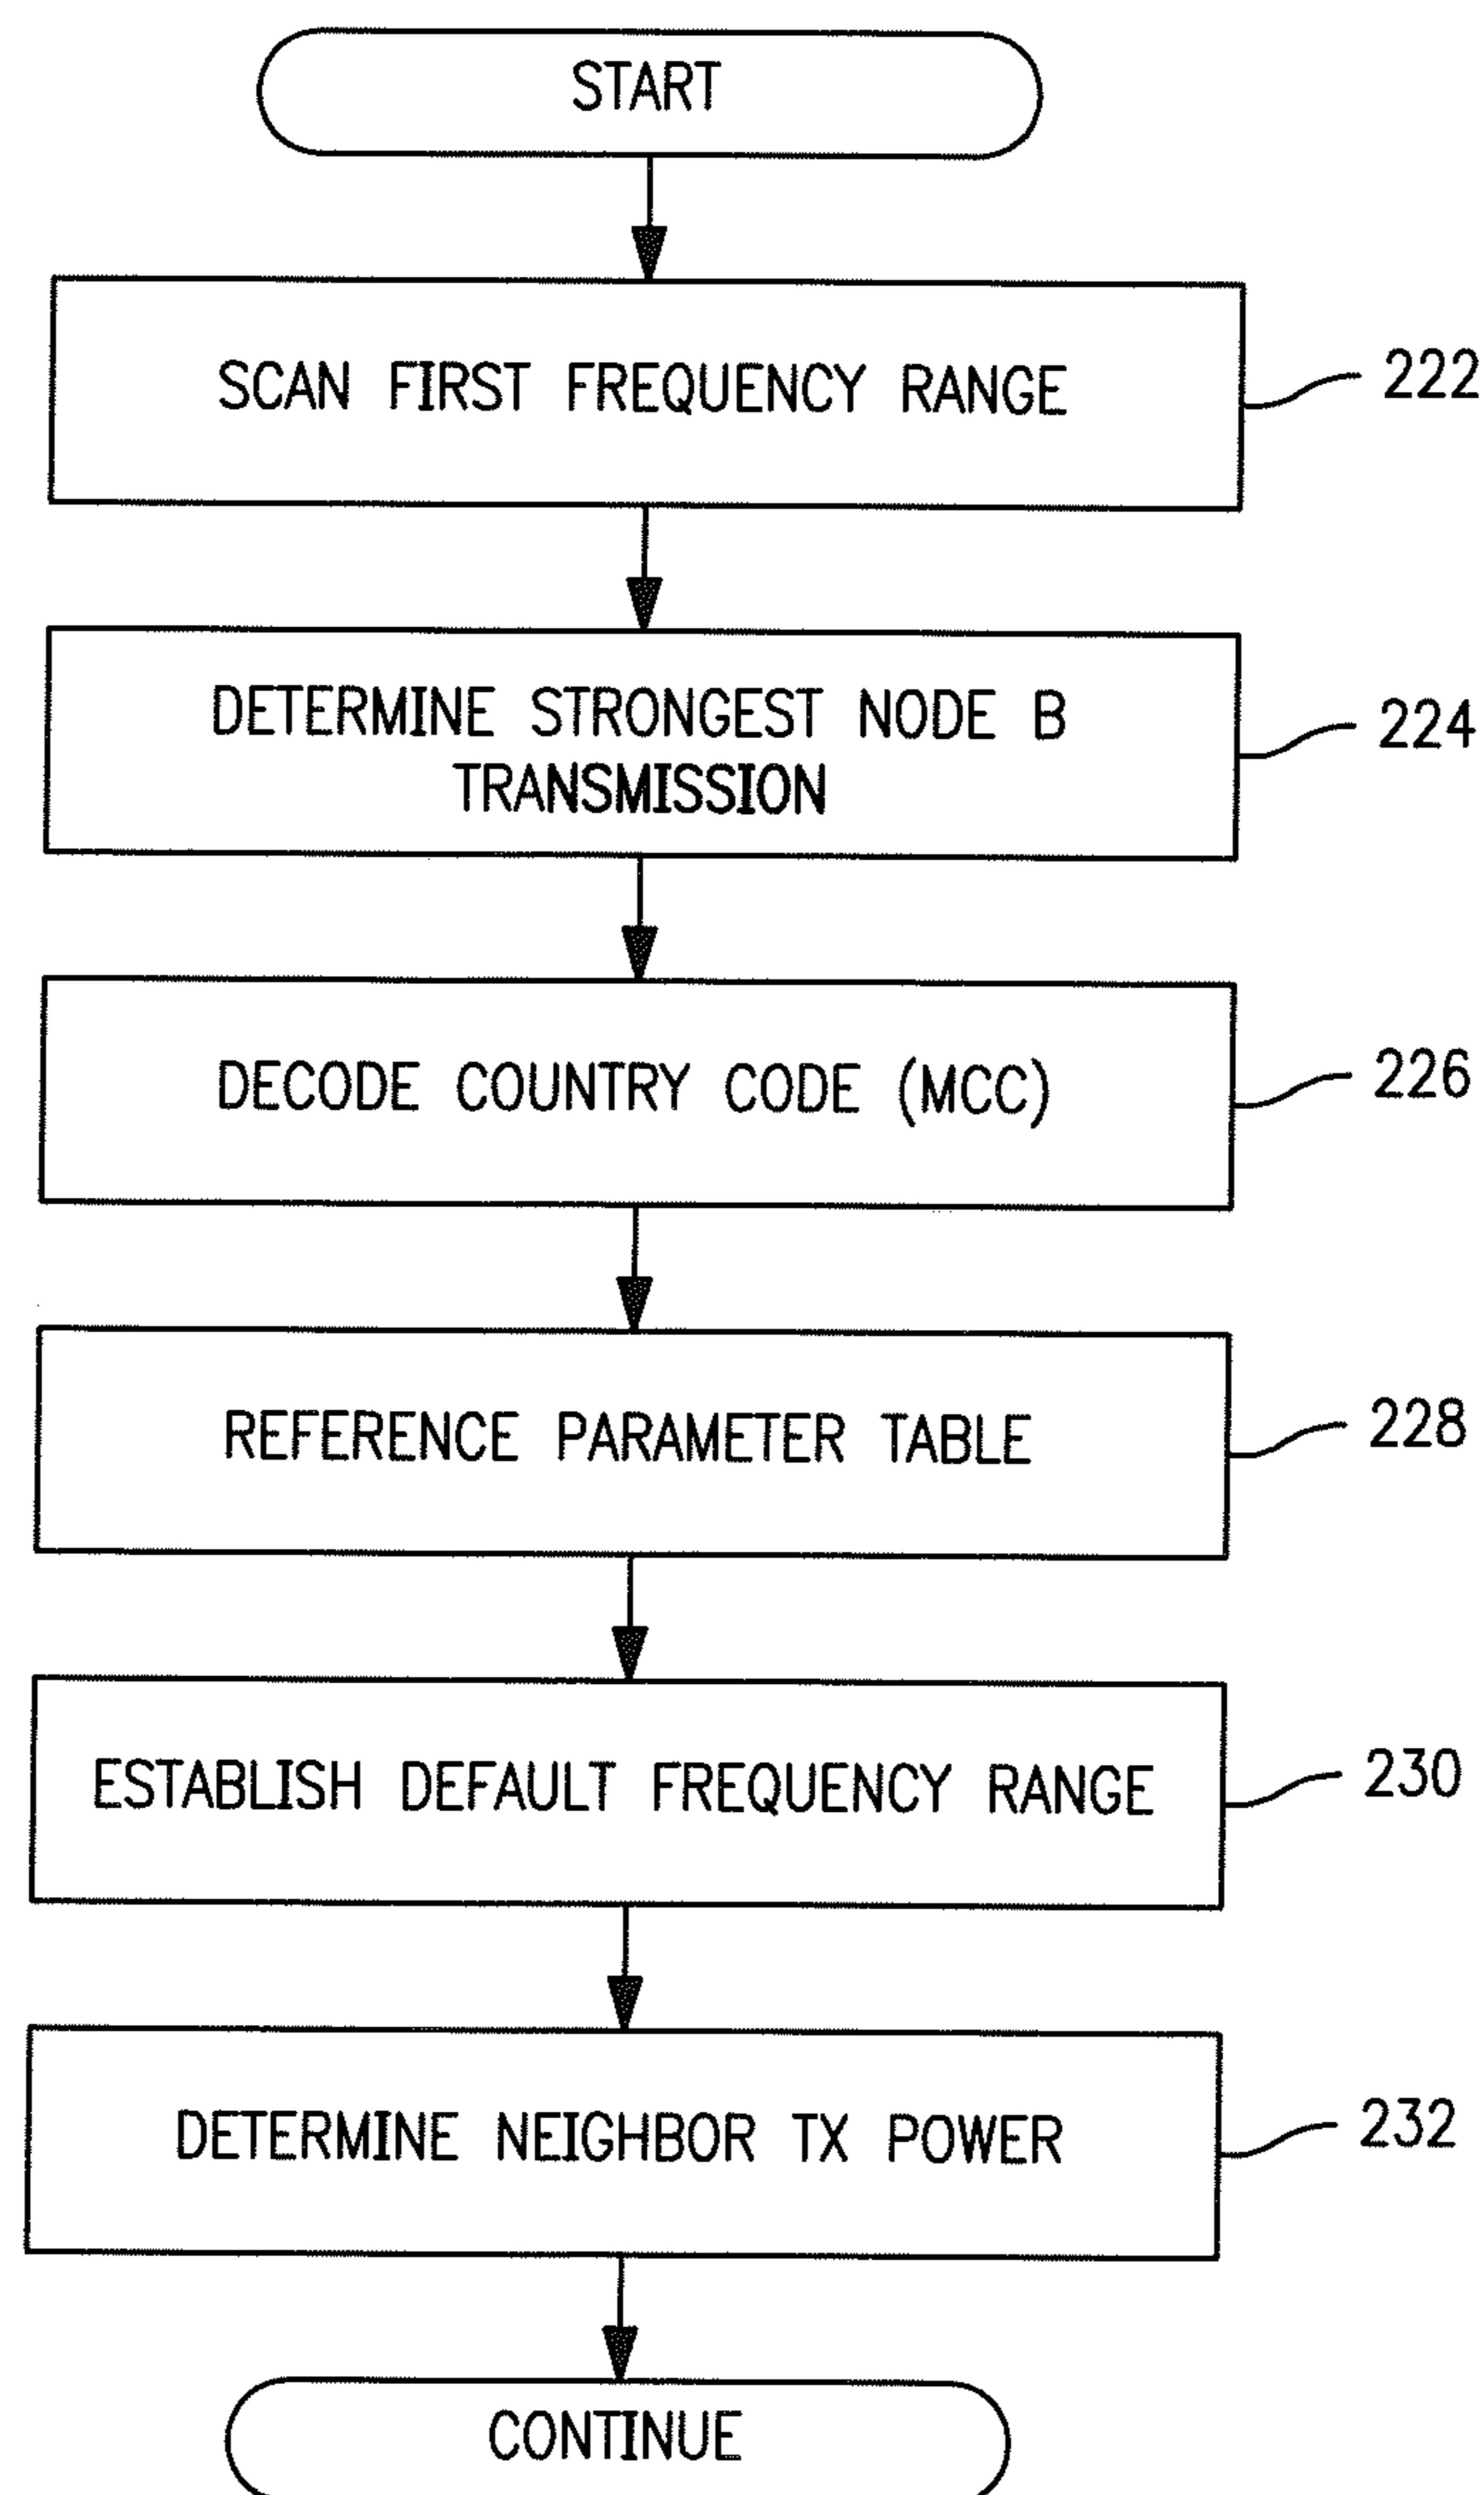 START
SCAN FIRST FREQUENCY RANGE
222
DETERMINE STRONGEST NODE B
TRANSMISSION
224
DECODE COUNTRY CODE (MCC)
226
REFERENCE PARAMETER TABLE
228
ESTABLISH DEFAULT FREQUENCY RANGE
230
DETERMINE NEIGHBOR TX POWER
232
CONTINUE